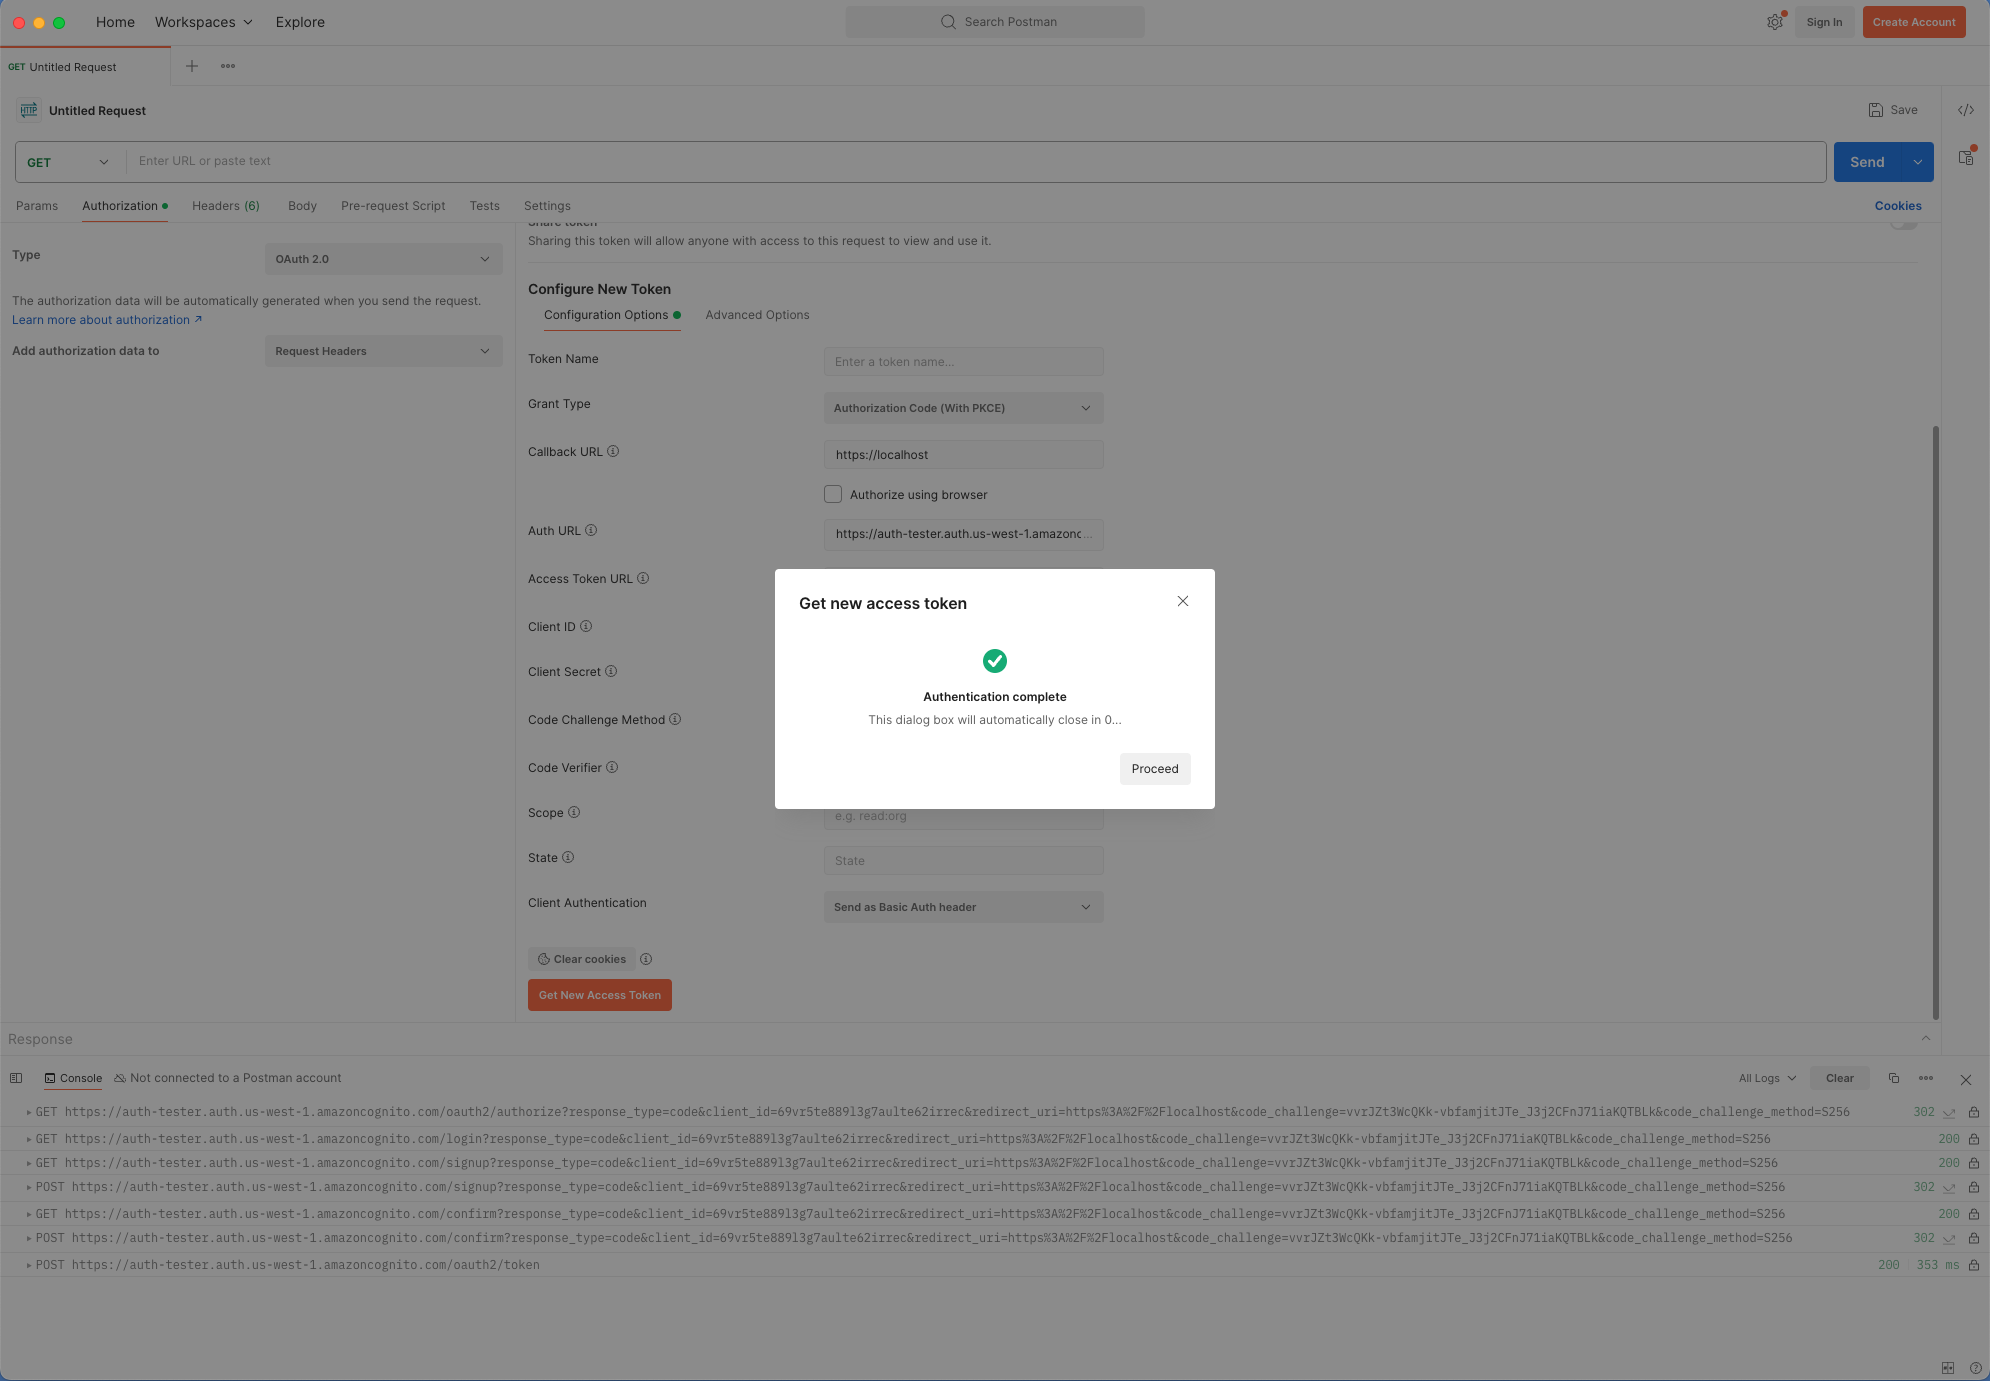 Home Workspaces Explore
Search Postman
Sign In Create Account
GET Untitled Request
HTTP Untitled Request
Save
GET Enter URL or paste text
Send
Params Authorization Headers (6) Body Pre-request Script Tests Settings
Cookies
Share token
Sharing this token will allow anyone with access to this request to view and use it.
Type
OAuth 2.0
The authorization data will be automatically generated when you send the request.
Learn more about authorization ↗
Add authorization data to
Request Headers
Configure New Token
Configuration Options Advanced Options
Token Name
Enter a token name...
Grant Type
Authorization Code (With PKCE)
Callback URL
https://localhost
Authorize using browser
Auth URL
https://auth-tester.auth.us-west-1.amazonc...
Access Token URL
Client ID
Client Secret
Code Challenge Method
Code Verifier
Scope
e.g. read:org
State
State
Client Authentication
Send as Basic Auth header
Clear cookies
Get New Access Token
Get new access token
Authentication complete
This dialog box will automatically close in 0...
Proceed
Response
Console Not connected to a Postman account
All Logs Clear
GET https://auth-tester.auth.us-west-1.amazoncognito.com/oauth2/authorize?response_type=code&client_id=69vr5te889l3g7aulte62irrec&redirect_uri=https%3A%2F%2Flocalhost&code_challenge=vvrJZt3WcQKk-vbfamjitJTe_J3j2CFnJ71iaKQTBLk&code_challenge_method=S256 302
GET https://auth-tester.auth.us-west-1.amazoncognito.com/login?response_type=code&client_id=69vr5te889l3g7aulte62irrec&redirect_uri=https%3A%2F%2Flocalhost&code_challenge=vvrJZt3WcQKk-vbfamjitJTe_J3j2CFnJ71iaKQTBLk&code_challenge_method=S256 200
GET https://auth-tester.auth.us-west-1.amazoncognito.com/signup?response_type=code&client_id=69vr5te889l3g7aulte62irrec&redirect_uri=https%3A%2F%2Flocalhost&code_challenge=vvrJZt3WcQKk-vbfamjitJTe_J3j2CFnJ71iaKQTBLk&code_challenge_method=S256 200
POST https://auth-tester.auth.us-west-1.amazoncognito.com/signup?response_type=code&client_id=69vr5te889l3g7aulte62irrec&redirect_uri=https%3A%2F%2Flocalhost&code_challenge=vvrJZt3WcQKk-vbfamjitJTe_J3j2CFnJ71iaKQTBLk&code_challenge_method=S256 302
GET https://auth-tester.auth.us-west-1.amazoncognito.com/confirm?response_type=code&client_id=69vr5te889l3g7aulte62irrec&redirect_uri=https%3A%2F%2Flocalhost&code_challenge=vvrJZt3WcQKk-vbfamjitJTe_J3j2CFnJ71iaKQTBLk&code_challenge_method=S256 200
POST https://auth-tester.auth.us-west-1.amazoncognito.com/confirm?response_type=code&client_id=69vr5te889l3g7aulte62irrec&redirect_uri=https%3A%2F%2Flocalhost&code_challenge=vvrJZt3WcQKk-vbfamjitJTe_J3j2CFnJ71iaKQTBLk&code_challenge_method=S256 302
POST https://auth-tester.auth.us-west-1.amazoncognito.com/oauth2/token 200 353 ms